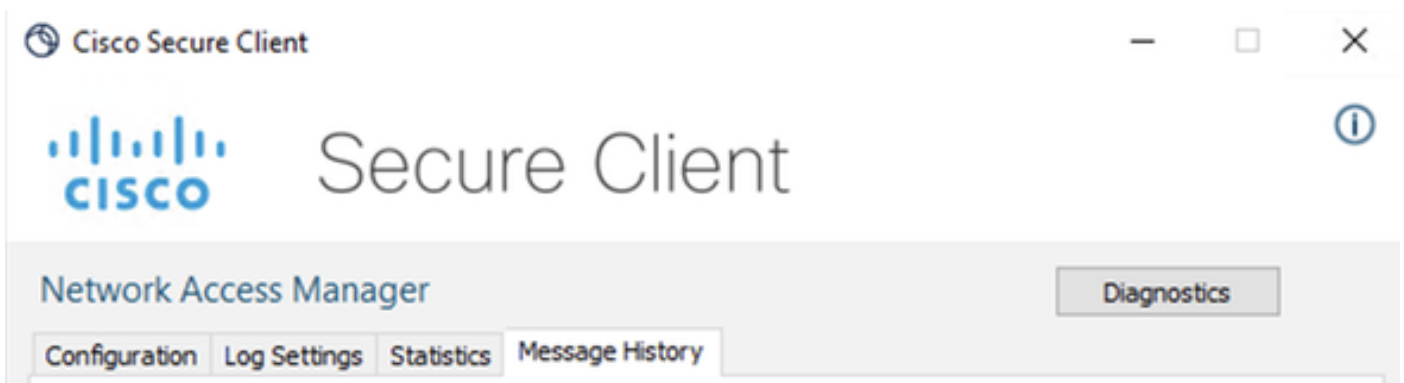 Cisco Secure Client
CISCO
Secure Client
Network Access Manager
Diagnostics
Configuration Log Settings Statistics Message History